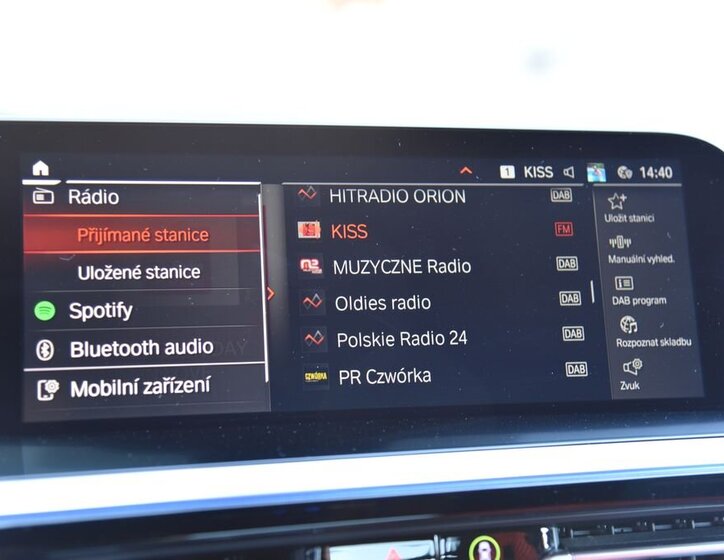 1 KISS 14:40
Rádio
Přijímané stanice
Uložené stanice
Spotify
Bluetooth audio
Mobilní zařízení
HITRADIO ORION DAB
KISS FM
MUZYCZNE Radio DAB
Oldies radio DAB
Polskie Radio 24 DAB
CZWÓRKA PR Czwórka DAB
Uložit stanici
Manuální vyhled.
DAB program
Rozpoznat skladbu
Zvuk